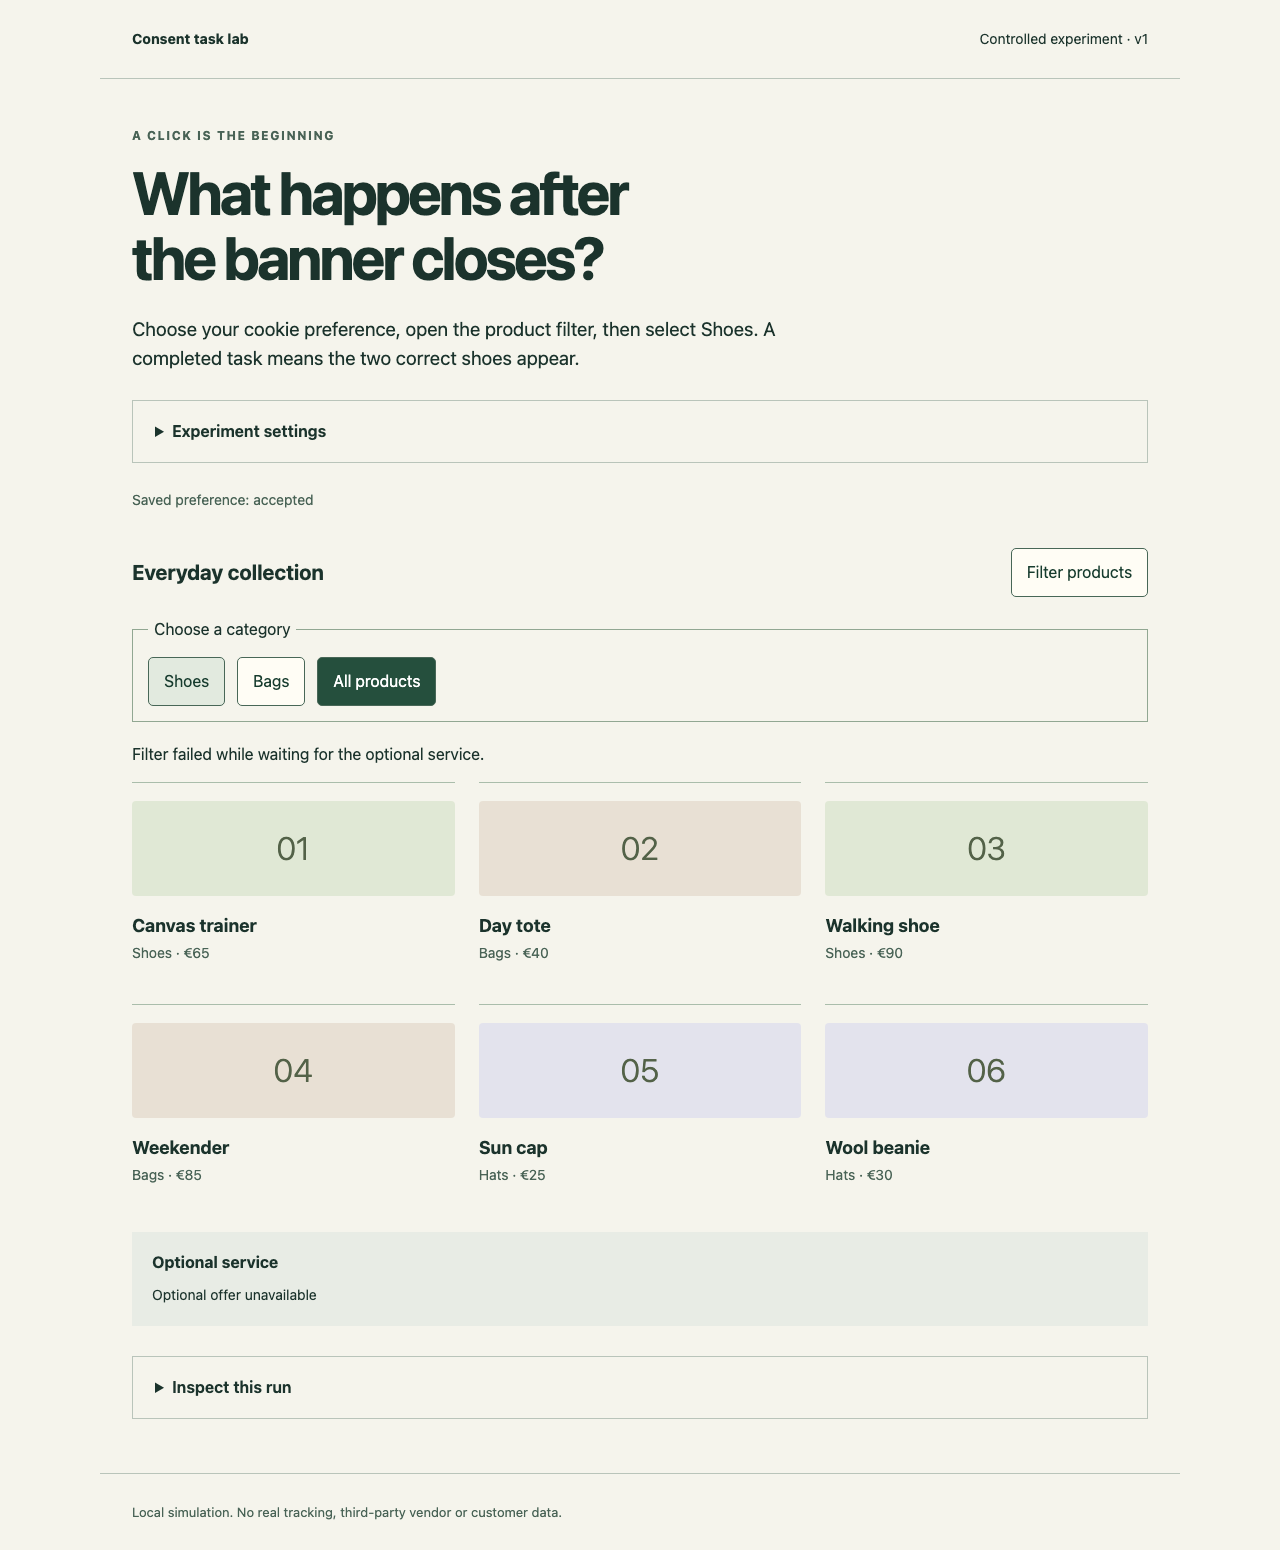 Consent task lab
Controlled experiment · v1
A CLICK IS THE BEGINNING
What happens after
the banner closes?
Choose your cookie preference, open the product filter, then select Shoes. A
completed task means the two correct shoes appear.
Experiment settings
Saved preference: accepted
Everyday collection
Filter products
Choose a category
Shoes
Bags
All products
Filter failed while waiting for the optional service.
01
02
03
Canvas trainer
Day tote
Walking shoe
Shoes · €65
Bags · €40
Shoes · €90
04
05
06
Weekender
Sun cap
Wool beanie
Bags · €85
Hats · €25
Hats · €30
Optional service
Optional offer unavailable
Inspect this run
Local simulation. No real tracking, third-party vendor or customer data.